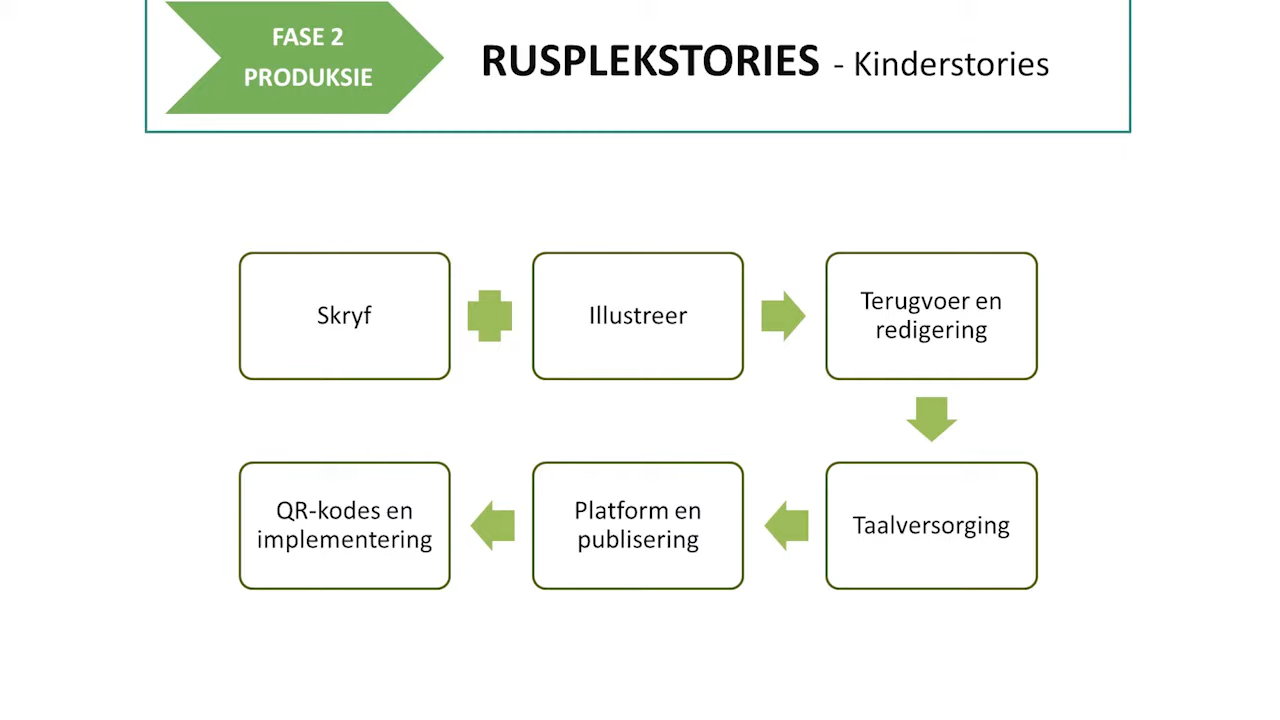 FASE 2
PRODUKSIE
RUSPLEKSTORIES - Kinderstories
Skryf
Illustreer
Terugvoer en
redigering
QR-kodes en
implementering
Platform en
publisering
Taalversorging